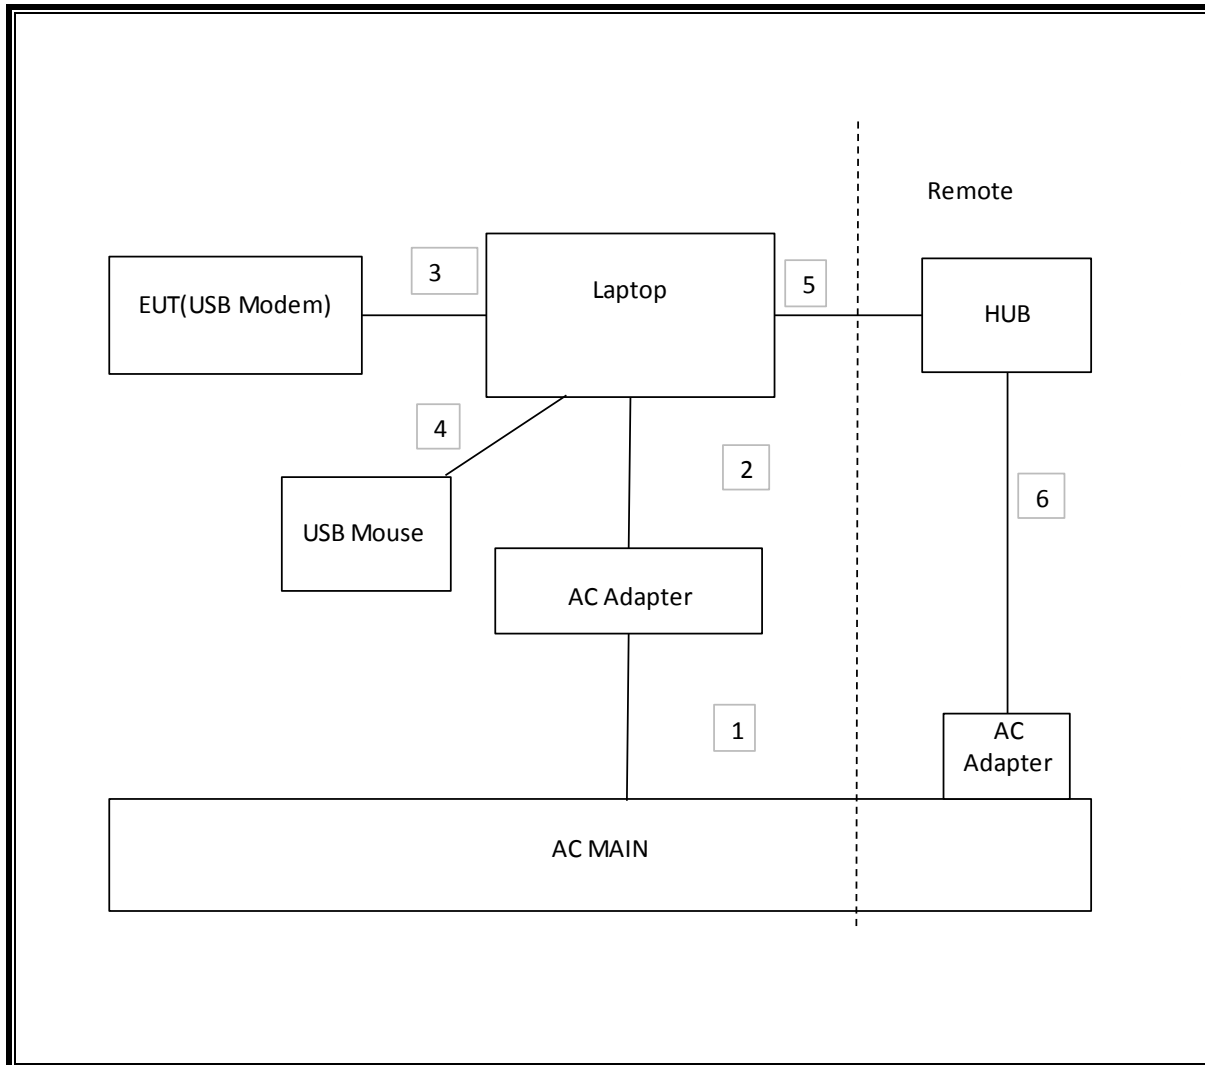 Remote
3
Laptop
5
EUT(USB Modem)
HUB
4
2
6
USB Mouse
AC Adapter
1
AC
Adapter
AC MAIN